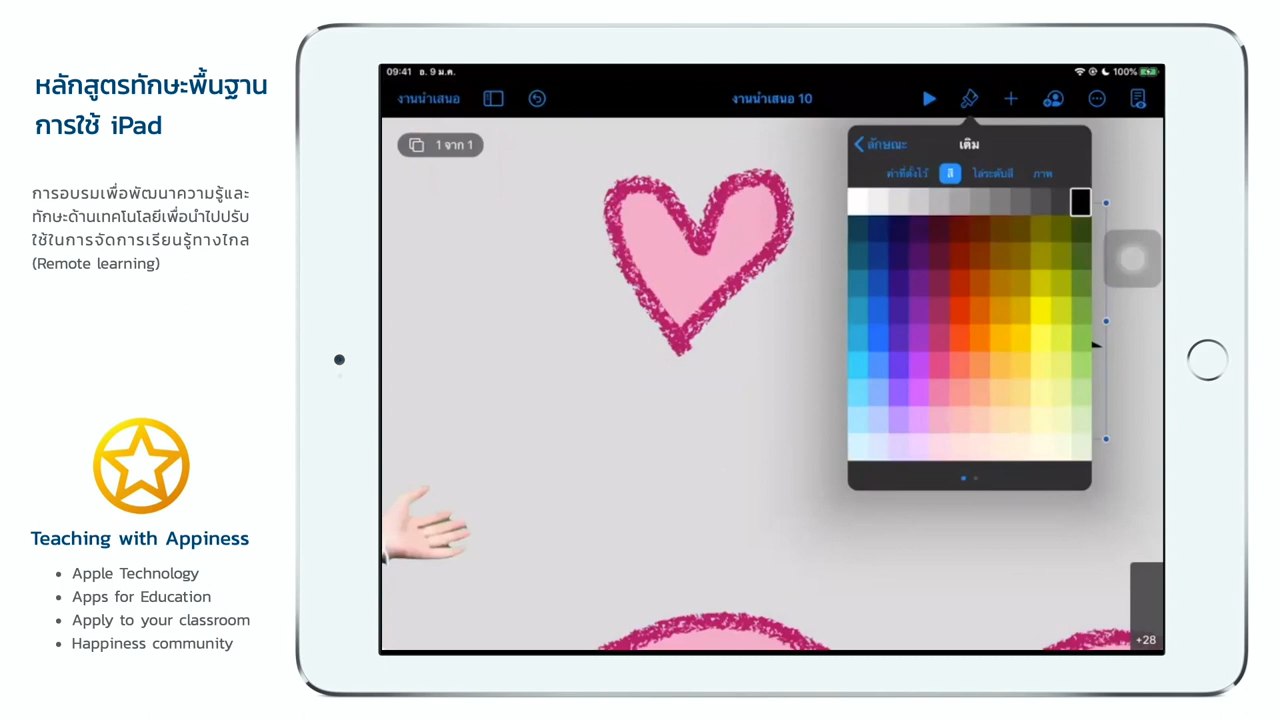 หลักสูตรทักษะพื้นฐาน
การใช้ iPad
การอบรมเพื่อพัฒนาความรู้และ
ทักษะด้านเทคโนโลยีเพื่อนำไปปรับ
ใช้ในการจัดการเรียนรู้ทางไกล
(Remote learning)
Teaching with Appiness
• Apple Technology
• Apps for Education
• Apply to your classroom
• Happiness community
09:41 อ. 9 ม.ค.
100%
งานนำเสนอ
งานนำเสนอ 10
1 จาก 1
ลักษณะ
เติม
ค่าที่ตั้งไว้ สี ไล่ระดับสี ภาพ
+28